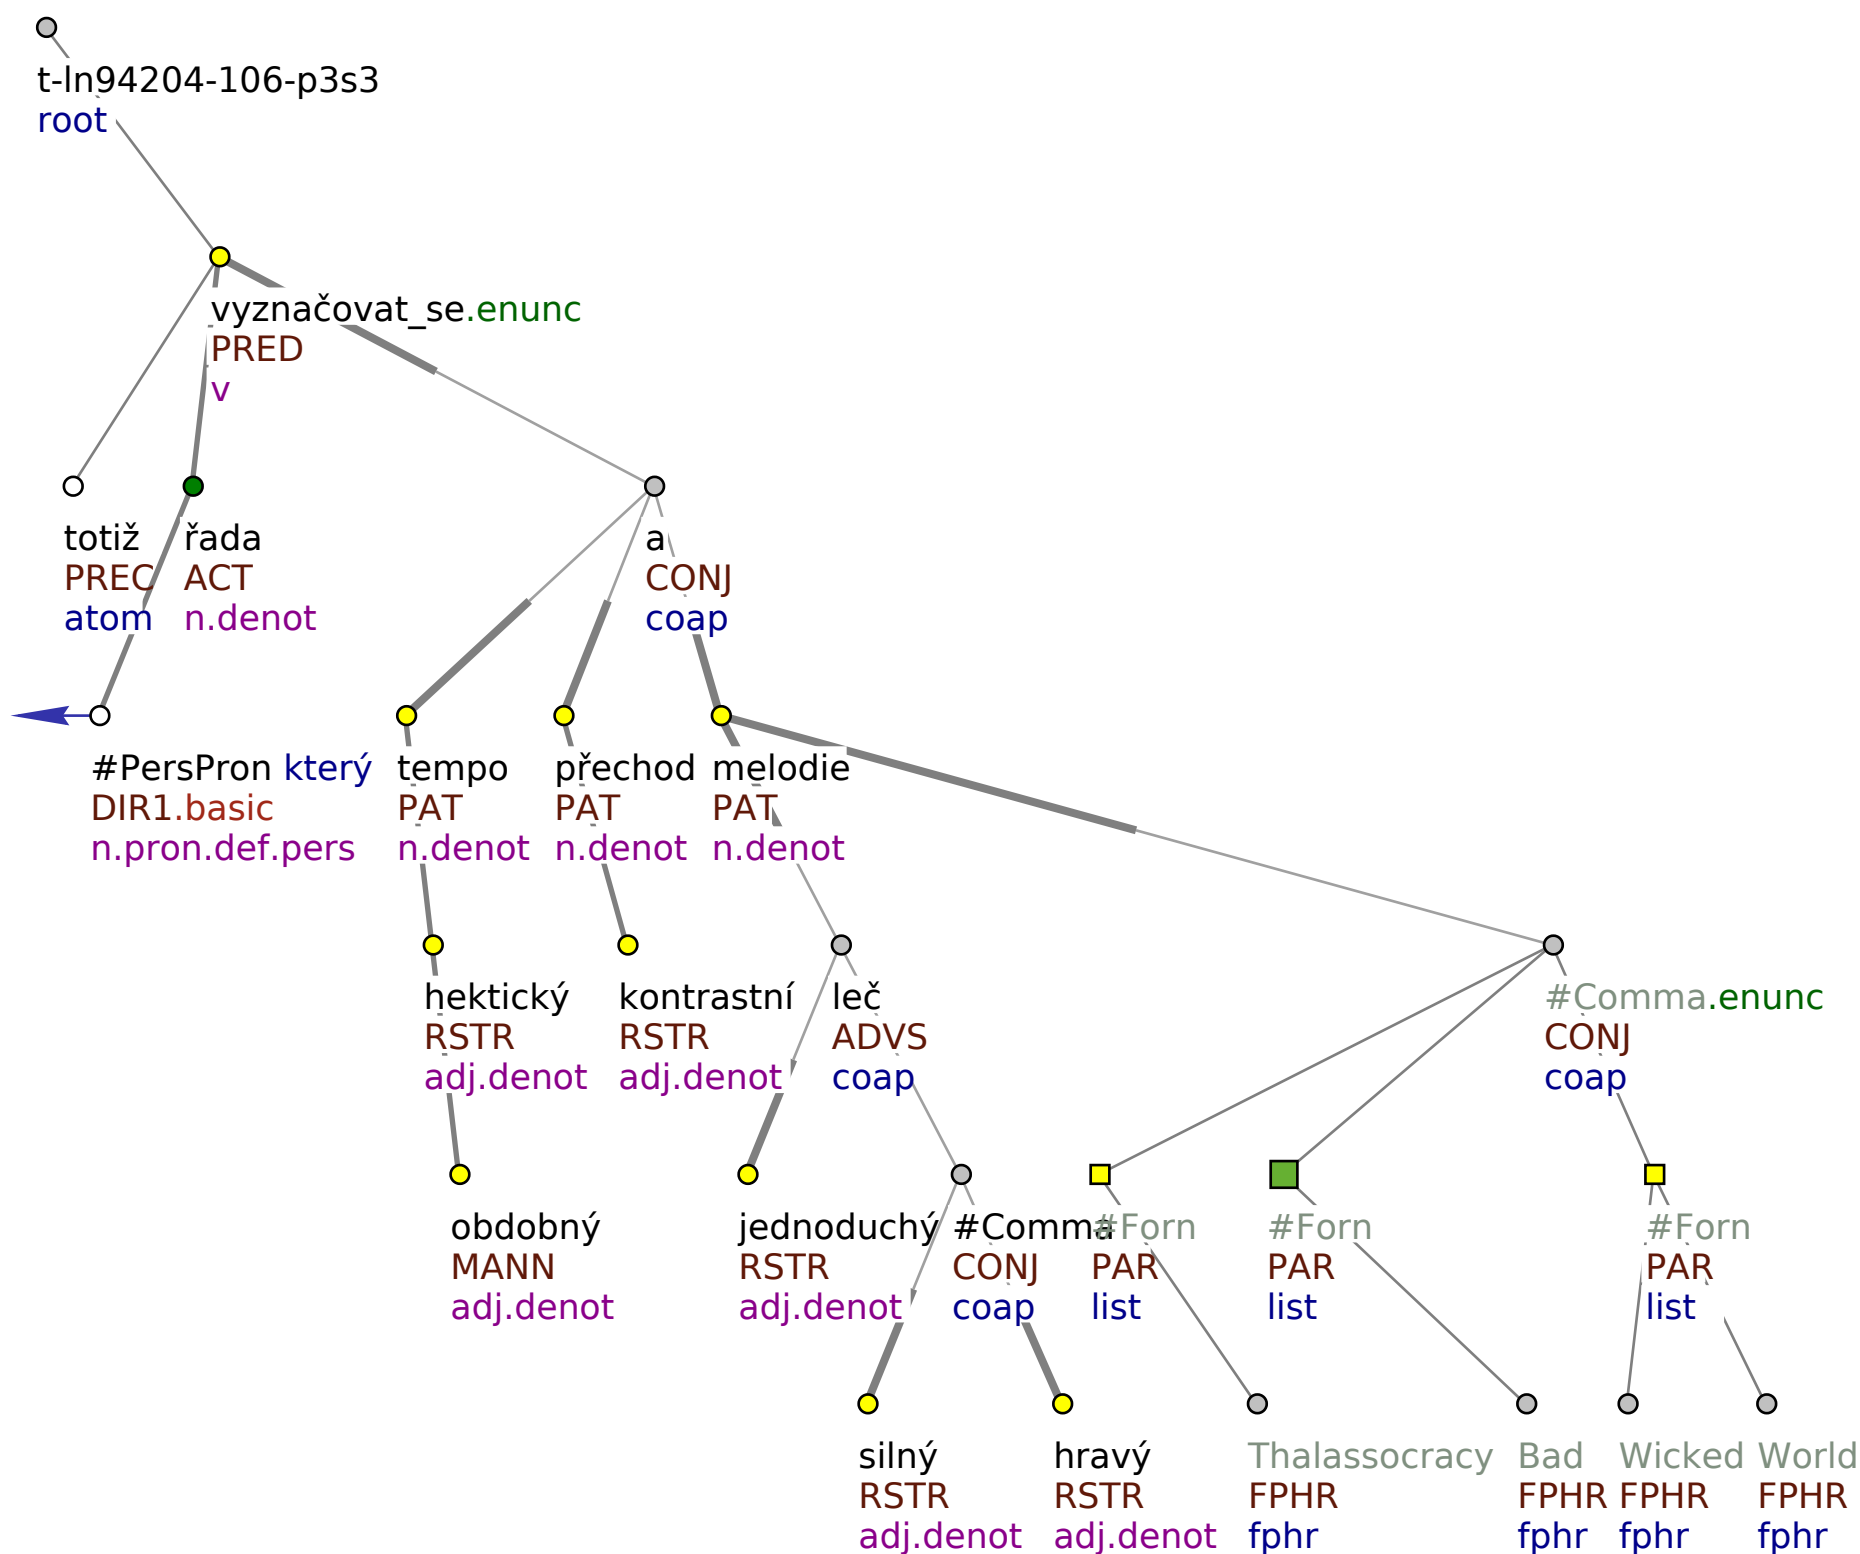 t-ln94204-106-p3s3
root
vyznačovat_se.enunc
PRED
v
totiž řada a
PREC ACT CONJ
atom n.denot coap
#PersPron který tempo přechod melodie
DIR1.basic PAT PAT PAT
n.pron.def.pers n.denot n.denot n.denot
hektický kontrastní leč #Comma.enunc
RSTR RSTR ADVS CONJ
adj.denot adj.denot coap coap
obdobný jednoduchý #Comma #Forn #Forn #Forn
MANN RSTR CONJ PAR PAR PAR
adj.denot adj.denot coap list list list
silný hravý Thalassocracy Bad Wicked World
RSTR RSTR FPHR FPHR FPHR FPHR
adj.denot adj.denot fphr fphr fphr fphr